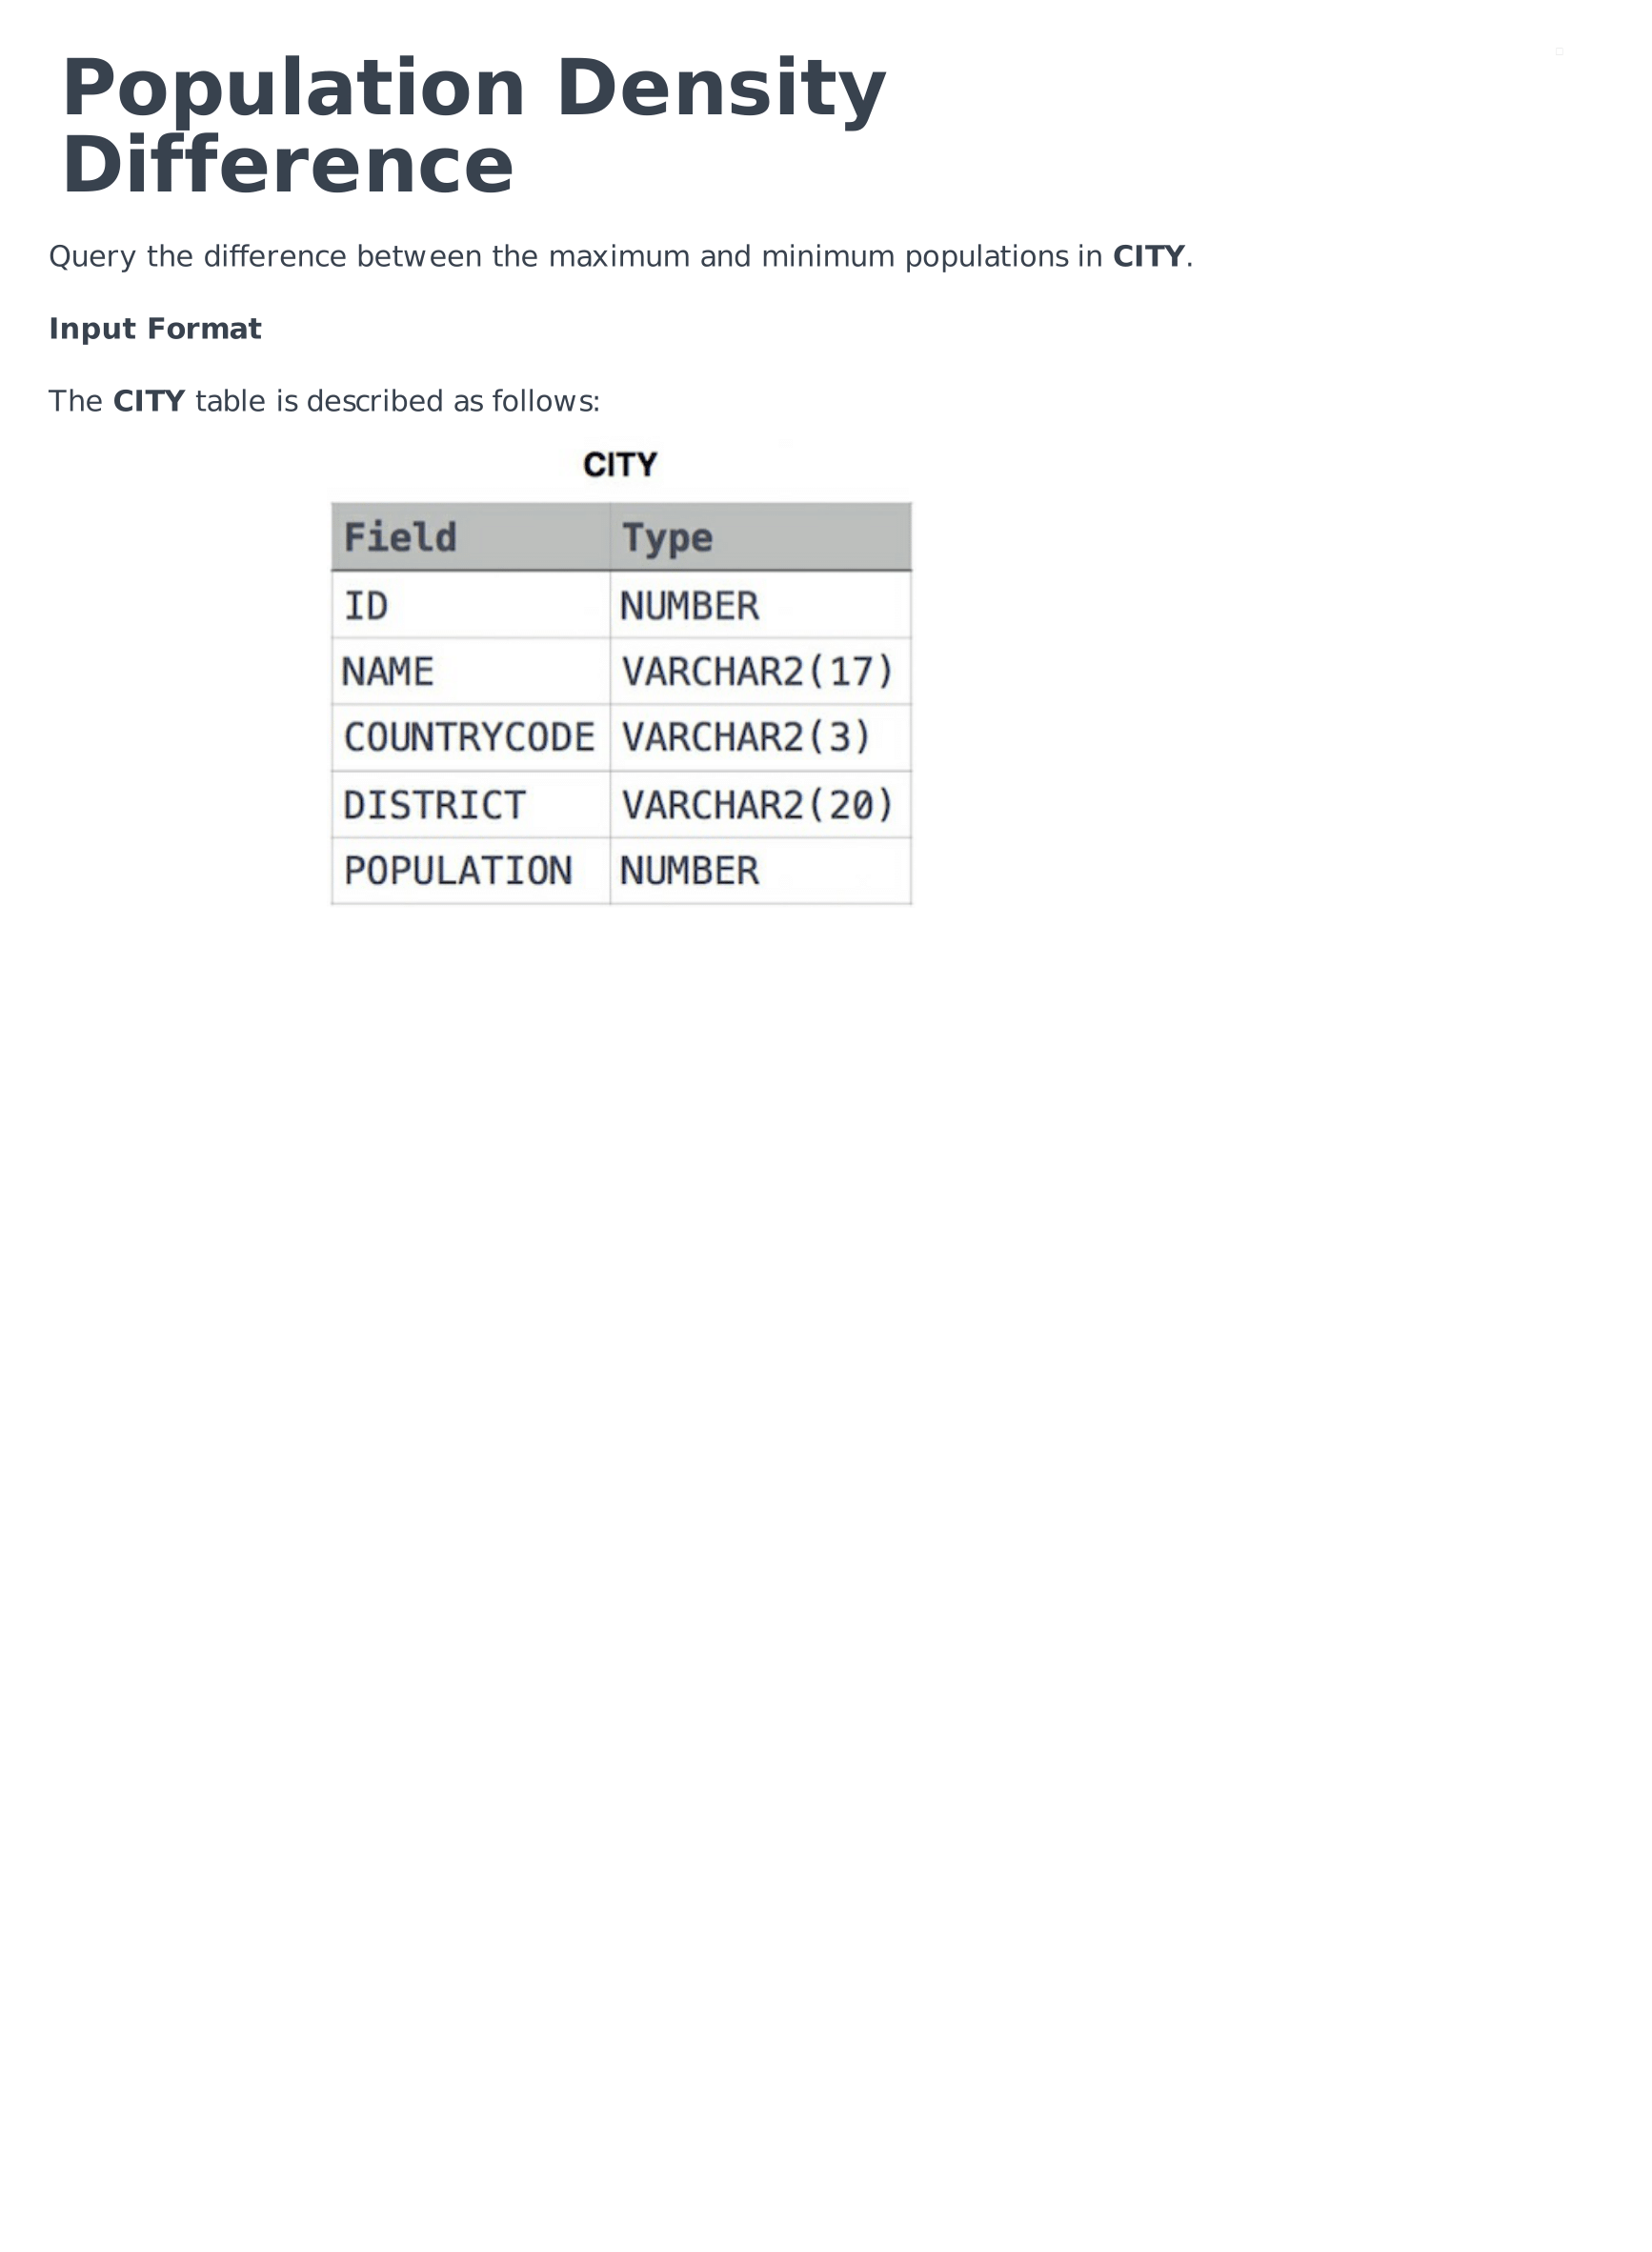 Population Density
Difference
Query the difference between the maximum and minimum populations in CITY.
Input Format
The CITY table is described as follows:
CITY
Field Type
ID NUMBER
NAME VARCHAR2(17)
COUNTRYCODE VARCHAR2(3)
DISTRICT VARCHAR2(20)
POPULATION NUMBER